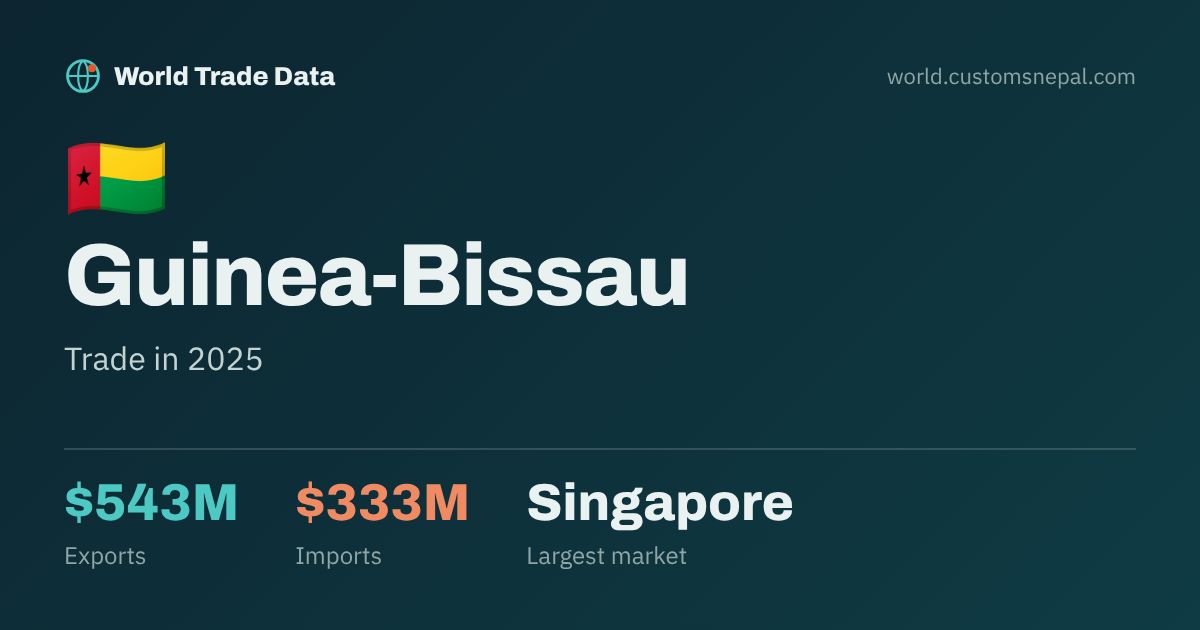 World Trade Data
world.customsnepal.com
Guinea-Bissau
Trade in 2025
$543M
Exports
$333M
Imports
Singapore
Largest market